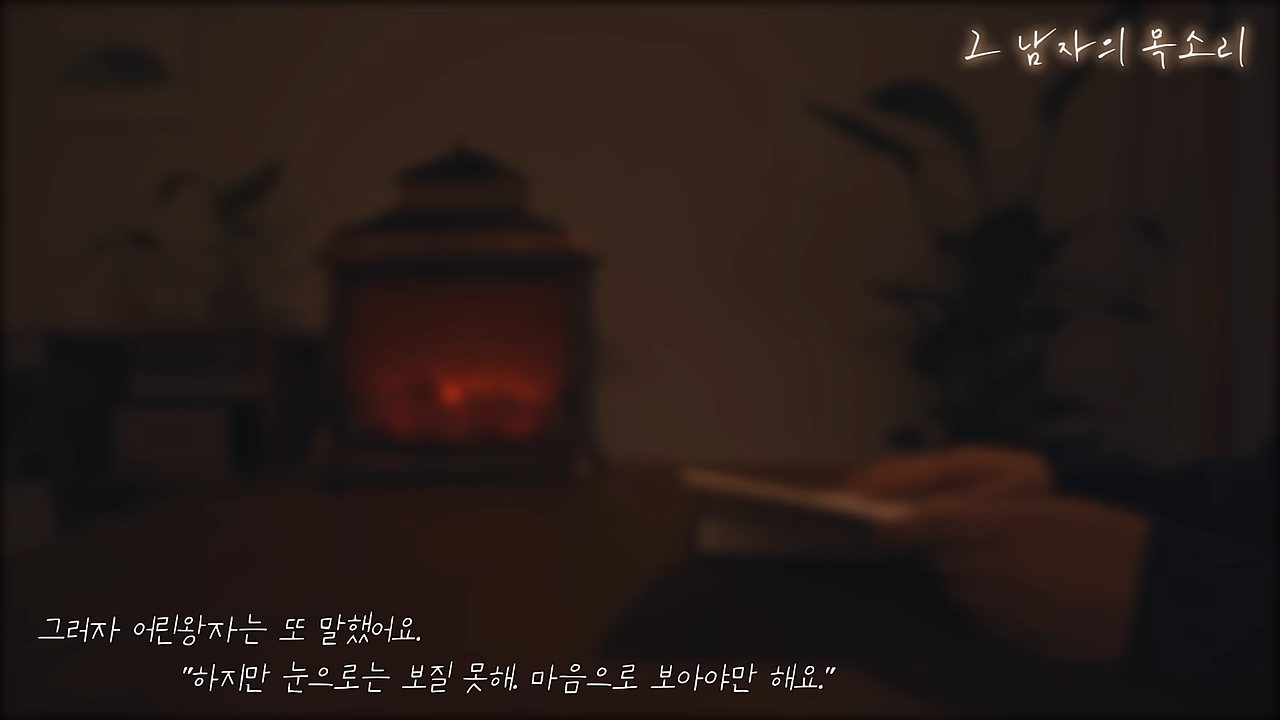 그 남자의 목소리
그러자 어린왕자는 또 말했어요.
"하지만 눈으로는 보질 못해. 마음으로 보아야만 해요."